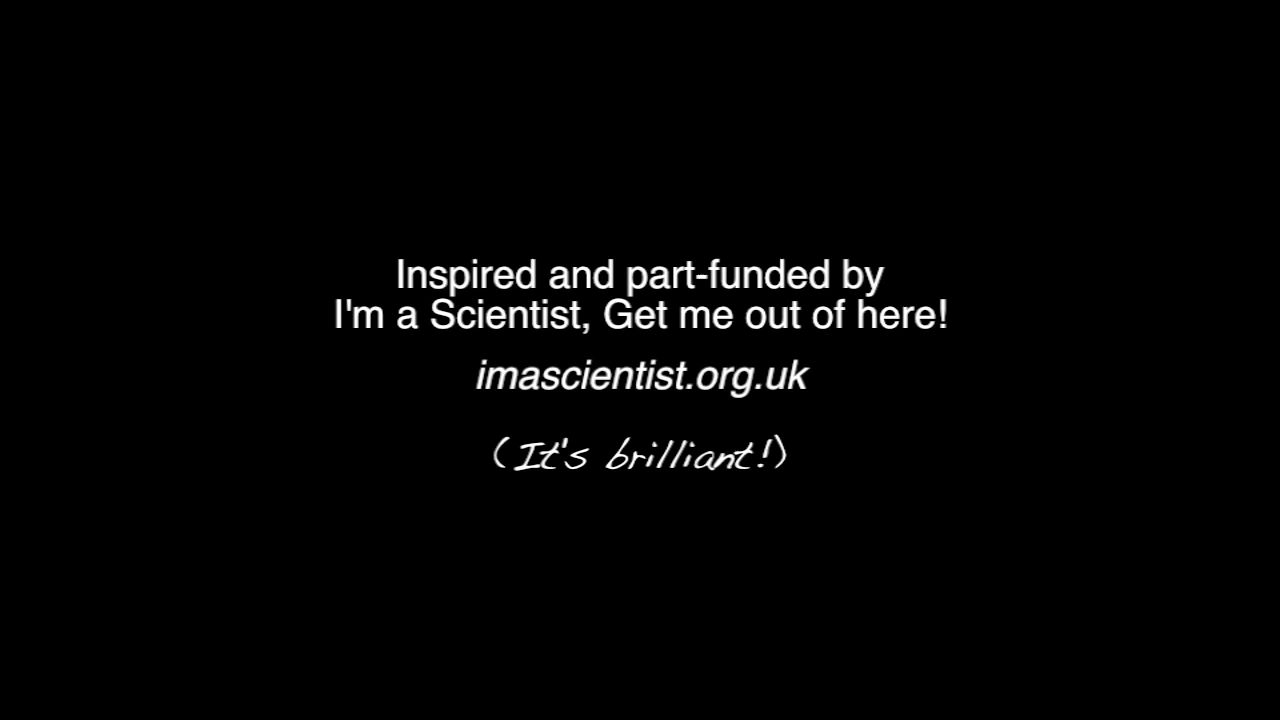 Inspired and part-funded by
I'm a Scientist, Get me out of here!
imascientist.org.uk
(It's brilliant!)